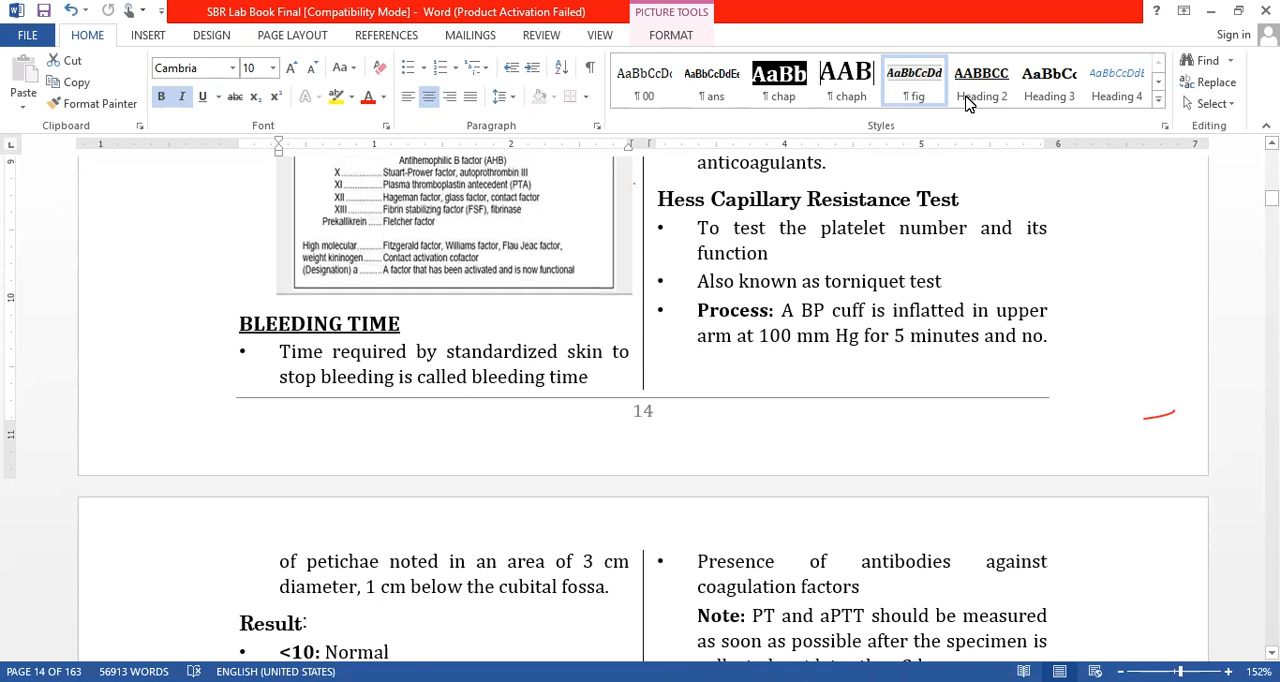 SBR Lab Book Final [Compatibility Mode] - Word (Product Activation Failed)
PICTURE TOOLS
FILE HOME INSERT DESIGN PAGE LAYOUT REFERENCES MAILINGS REVIEW VIEW FORMAT
Sign in
Paste
Cut
Copy
Format Painter
Clipboard
Cambria 10
Font
Paragraph
AaBbCcDc ¶ 00
AaBbCcDdEe ¶ ans
AaBb ¶ chap
AAB ¶ chaph
AaBbCcDd ¶ fig
AABBCC Heading 2
AaBbCc Heading 3
AaBbCcDdE Heading 4
Styles
Find
Replace
Select
Editing
Antihemophilic B factor (AHB)
X.............. Stuart-Prower factor, autoprothrombin III
XI............. Plasma thromboplastin antecedent (PTA)
XII............ Hageman factor, glass factor, contact factor
XIII........... Fibrin stabilizing factor (FSF), fibrinase
Prekallikrein ..... Fletcher factor
High molecular........... Fitzgerald factor, Williams factor, Flau Jeac factor,
weight kininogen........ Contact activation cofactor
(Designation) a .......... A factor that has been activated and is now functional
BLEEDING TIME
• Time required by standardized skin to
stop bleeding is called bleeding time
anticoagulants.
Hess Capillary Resistance Test
• To test the platelet number and its
function
• Also known as torniquet test
• Process: A BP cuff is inflatted in upper
arm at 100 mm Hg for 5 minutes and no.
14
of petichae noted in an area of 3 cm
diameter, 1 cm below the cubital fossa.
Result:
• <10: Normal
• Presence of antibodies against
coagulation factors
Note: PT and aPTT should be measured
as soon as possible after the specimen is
PAGE 14 OF 163 56913 WORDS ENGLISH (UNITED STATES) 152%